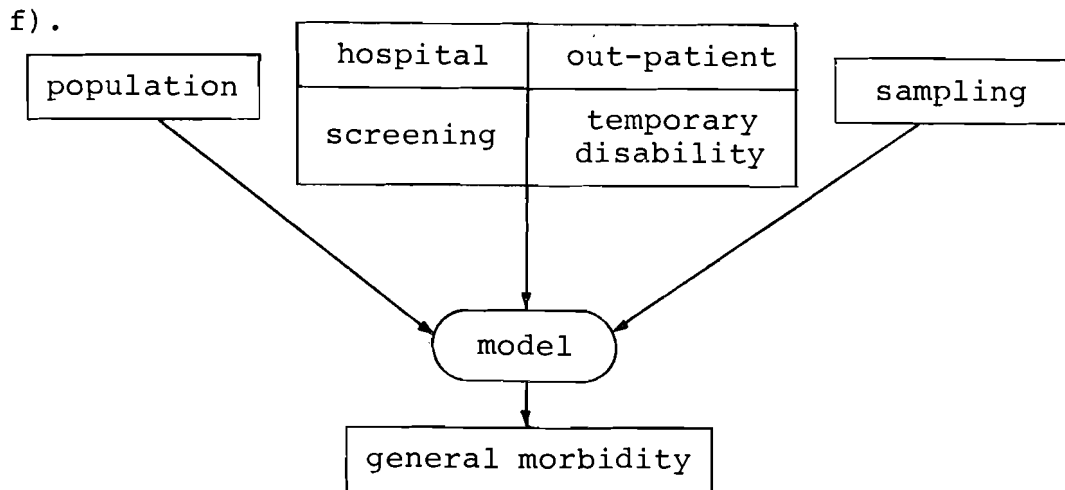 f).
population
hospital
out-patient
screening
temporary
disability
sampling
model
general morbidity